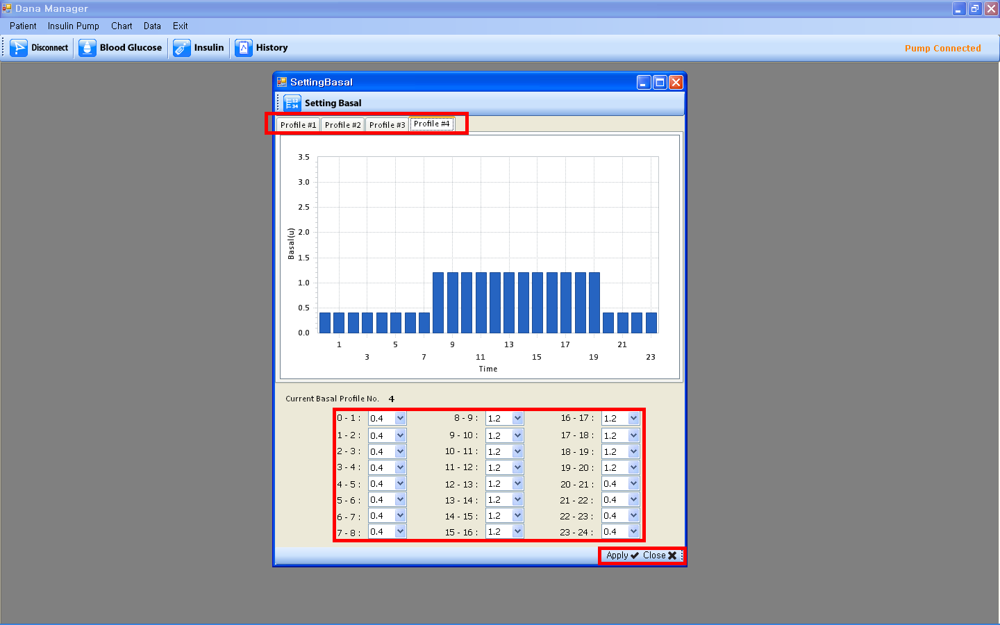 Dana Manager
Patient Insulin Pump Chart Data Exit
Disconnect Blood Glucose Insulin History Pump Connected
SettingBasal
Setting Basal
Profile #1 Profile #2 Profile #3 Profile #4
3.5
3.0
2.5
2.0
1.5
1.0
0.5
0.0
Basal(u)
1 5 9 13 17 21
3 7 11 15 19 23
Time
Current Basal Profile No. 4
0 - 1 : 0.4 8 - 9 : 1.2 16 - 17 : 1.2
1 - 2 : 0.4 9 - 10 : 1.2 17 - 18 : 1.2
2 - 3 : 0.4 10 - 11 : 1.2 18 - 19 : 1.2
3 - 4 : 0.4 11 - 12 : 1.2 19 - 20 : 1.2
4 - 5 : 0.4 12 - 13 : 1.2 20 - 21 : 0.4
5 - 6 : 0.4 13 - 14 : 1.2 21 - 22 : 0.4
6 - 7 : 0.4 14 - 15 : 1.2 22 - 23 : 0.4
7 - 8 : 0.4 15 - 16 : 1.2 23 - 24 : 0.4
Apply Close